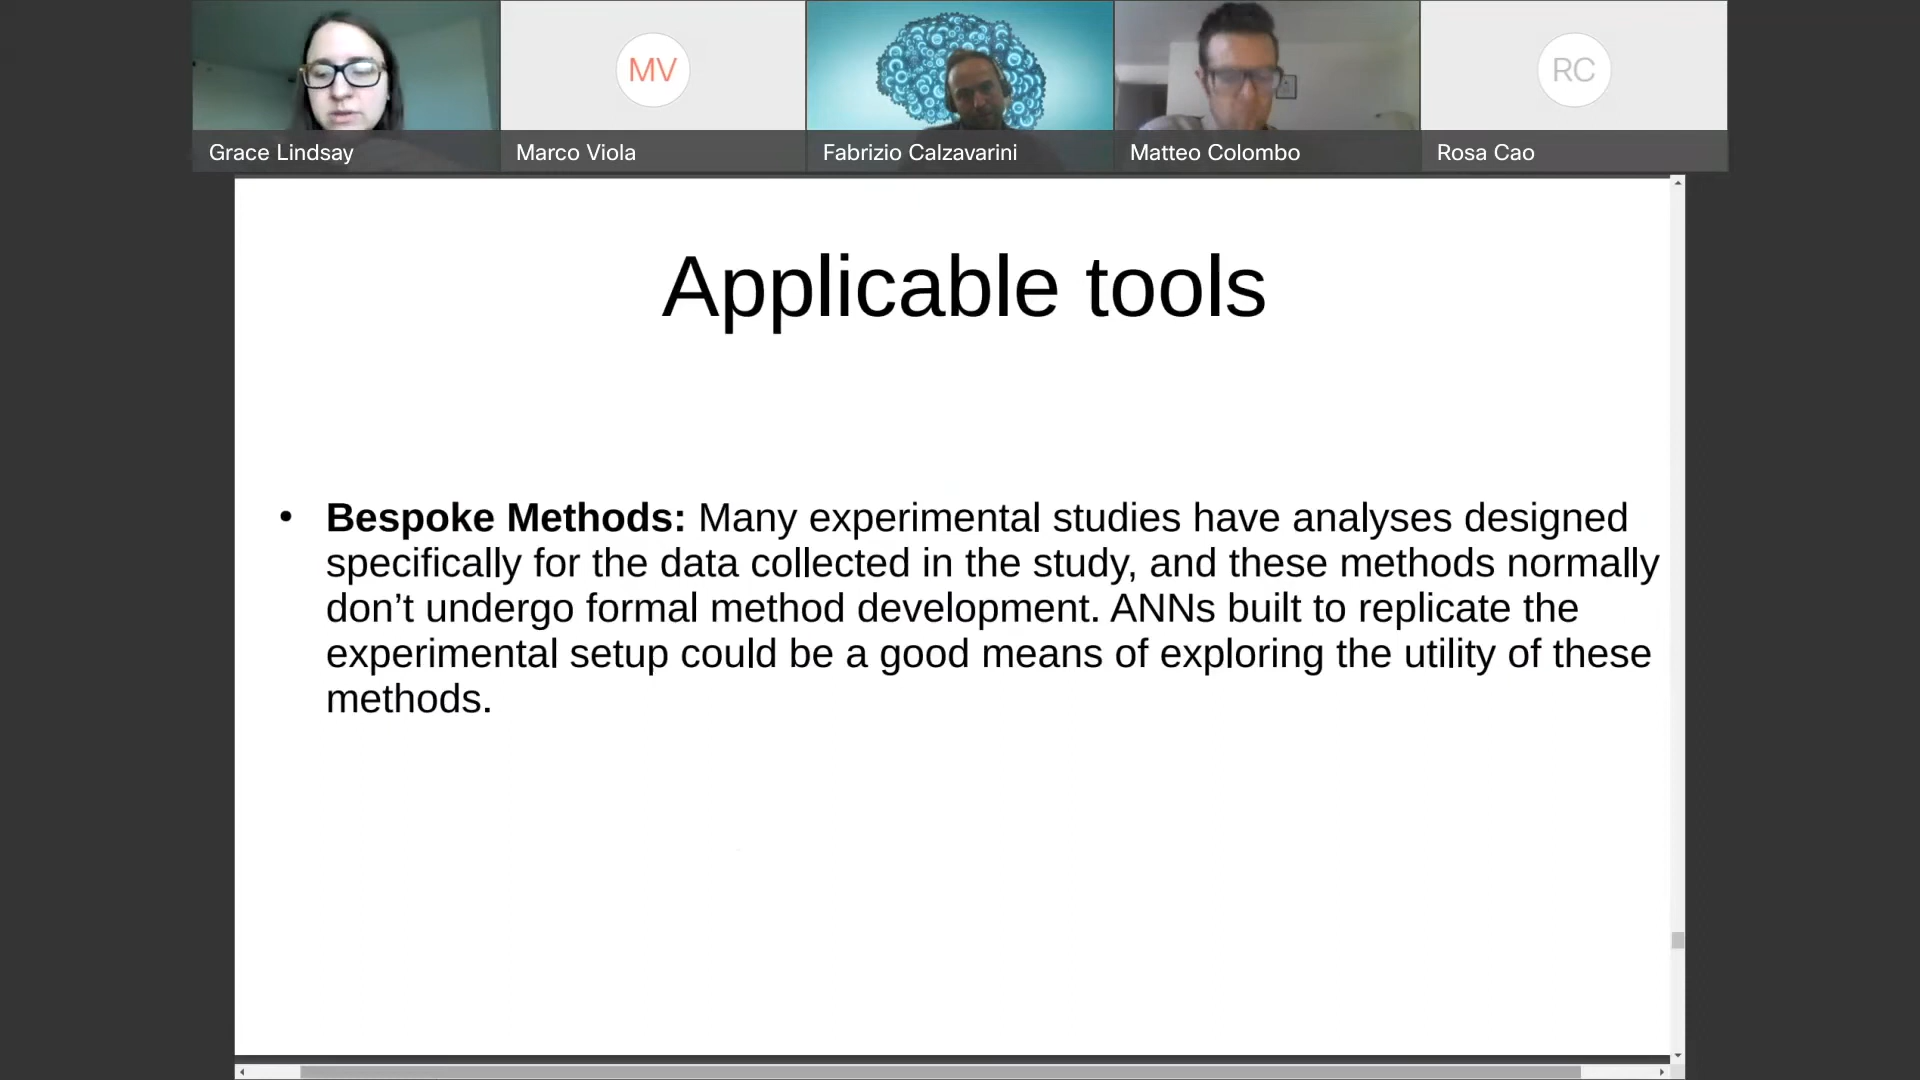 MV
RC
Grace Lindsay
Marco Viola
Fabrizio Calzavarini
Matteo Colombo
Rosa Cao
Applicable tools
• Bespoke Methods: Many experimental studies have analyses designed
specifically for the data collected in the study, and these methods normally
don’t undergo formal method development. ANNs built to replicate the
experimental setup could be a good means of exploring the utility of these
methods.